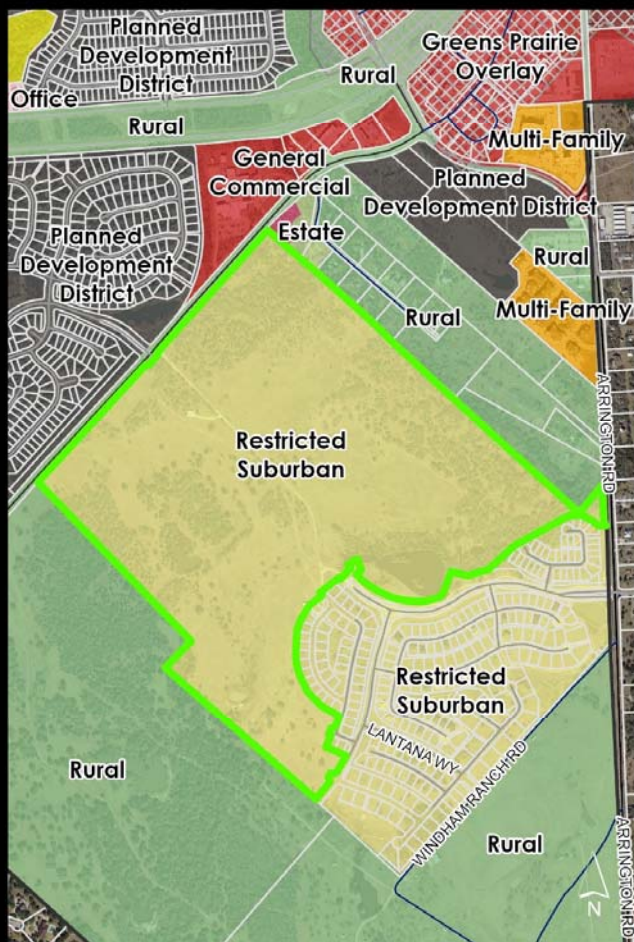 Planned
Development
District
Greens Prairie
Overlay
Rural
Office
Rural
Multi-Family
General
Commercial
Planned
Development District
Planned
Development
District
Estate
Rural
Multi-Family
Rural
ARRINGTON RD
Restricted
Suburban
Restricted
Suburban
LANTANA WY
WINDHAM RANCH RD
Rural
Rural
ARRINGTON RD
N